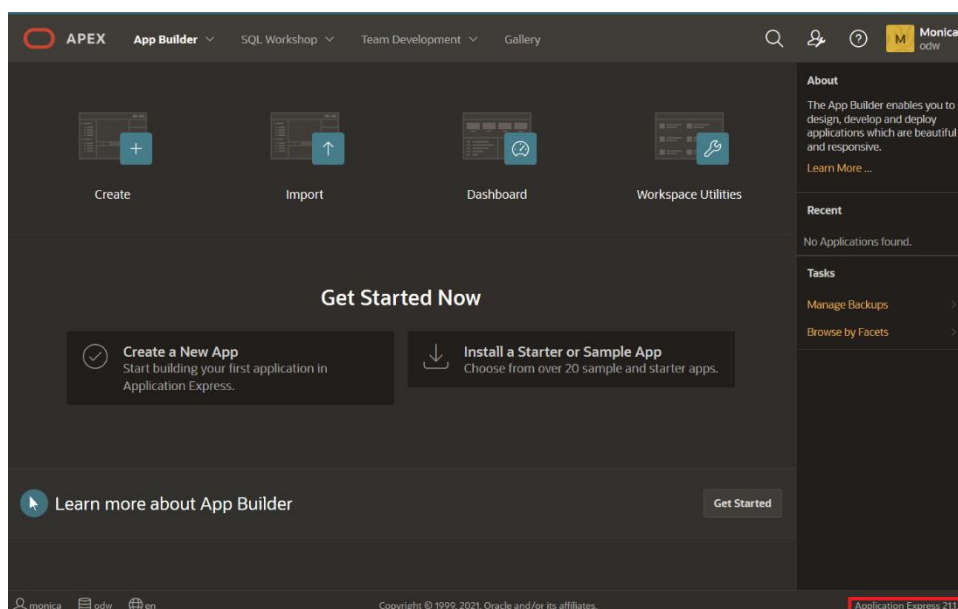 APEX App Builder SQL Workshop Team Development Gallery
M
Monica
odw
Create
Import
Dashboard
Workspace Utilities
Get Started Now
Create a New App
Start building your first application in
Application Express.
Install a Starter or Sample App
Choose from over 20 sample and starter apps.
Learn more about App Builder
Get Started
About
The App Builder enables you to
design, develop and deploy
applications which are beautiful
and responsive.
Learn More ...
Recent
No Applications found.
Tasks
Manage Backups
Browse by Facets
monica odw en
Copyright © 1999, 2021, Oracle and/or its affiliates.
Application Express 21.1